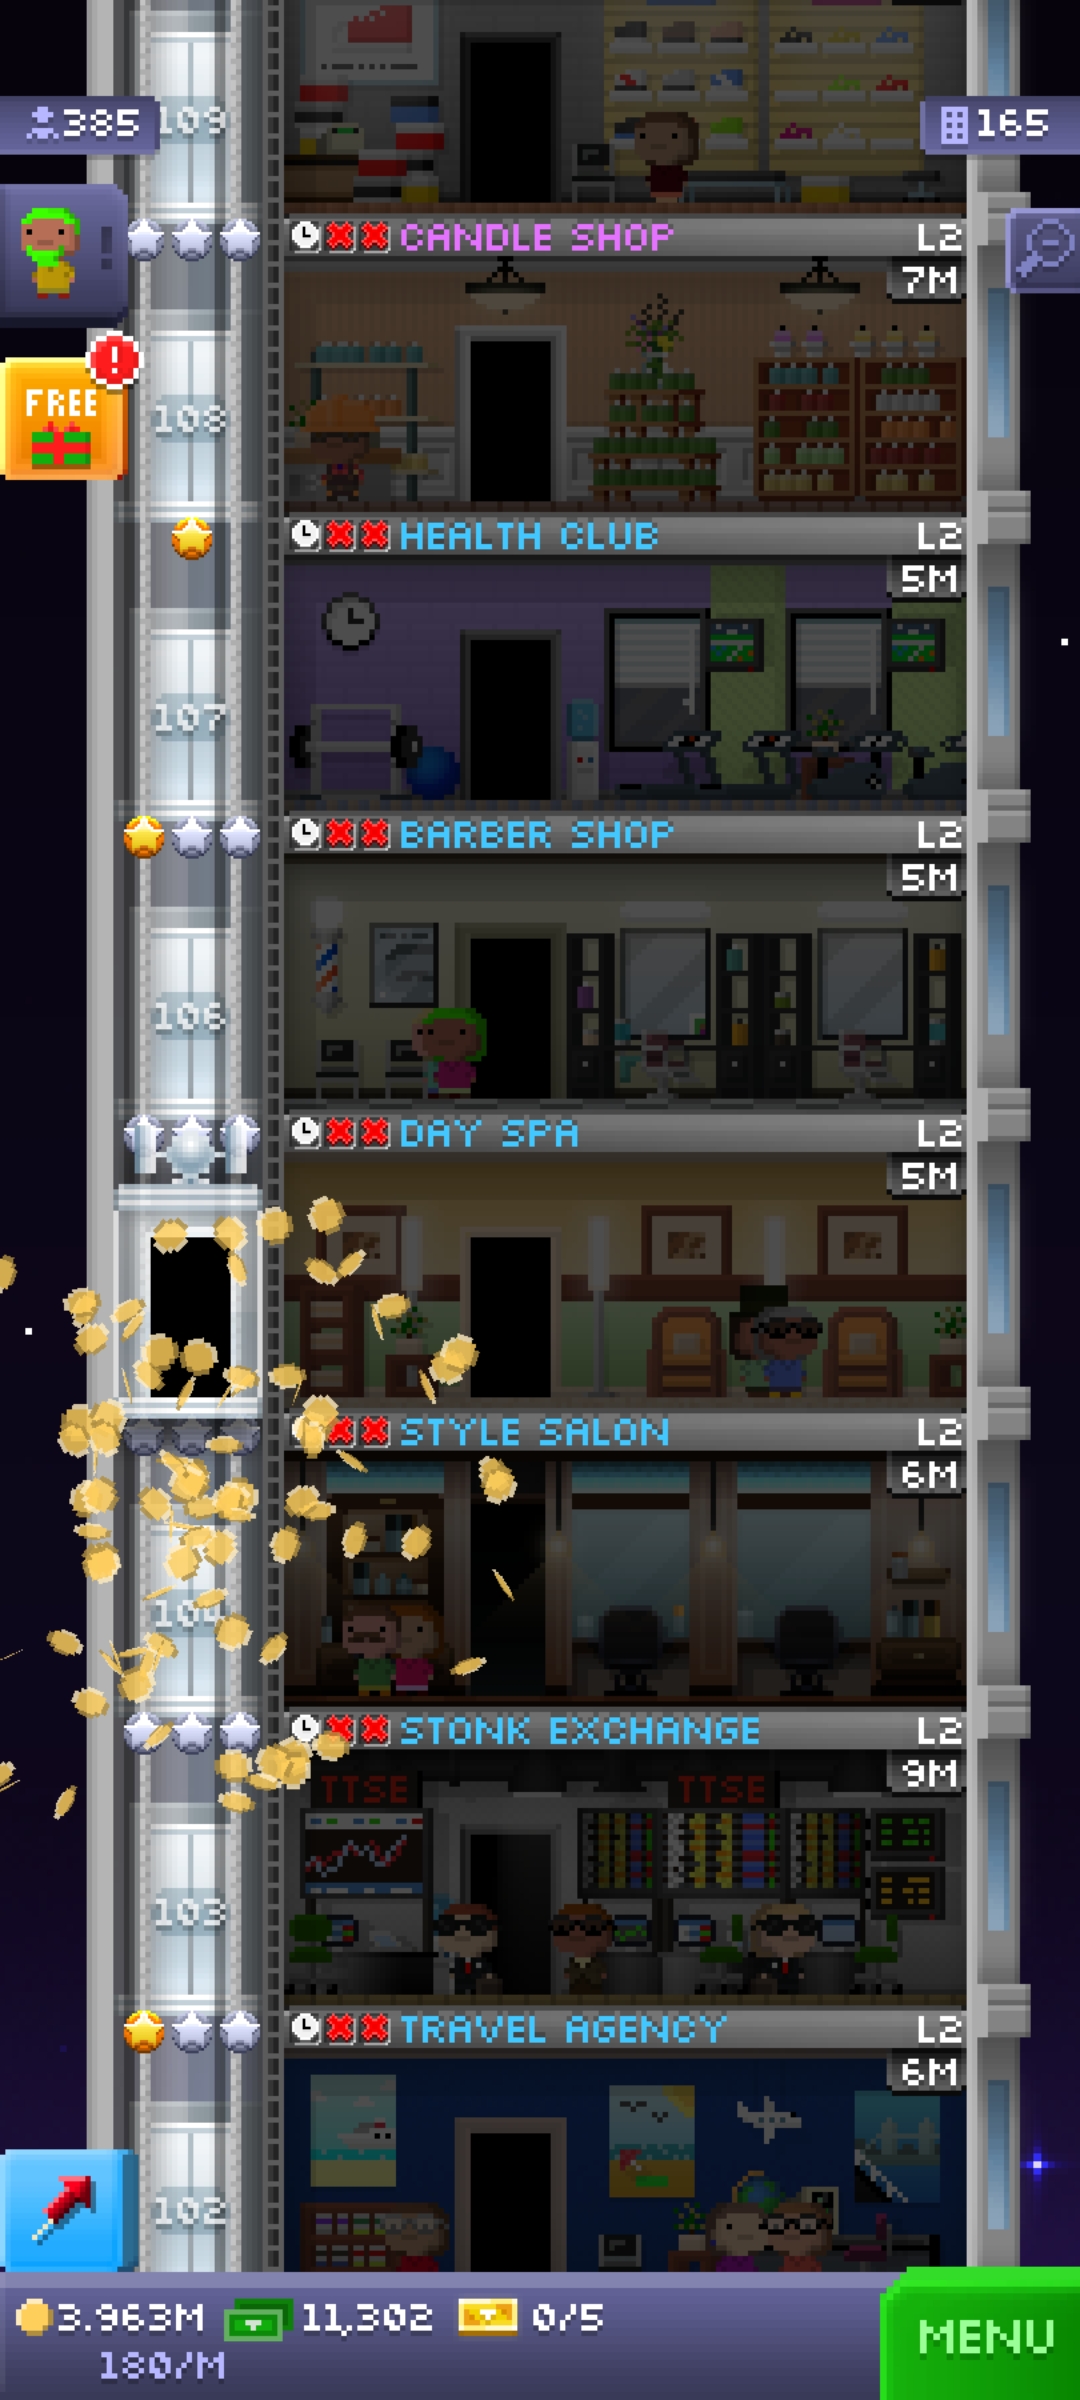 109
385
165
CANDLE SHOP L2
7M
!
FREE
!
108
HEALTH CLUB L2
5M
107
BARBER SHOP L2
5M
106
DAY SPA L2
5M
STYLE SALON L2
6M
104
STONK EXCHANGE L2
9M
TTSE TTSE
103
TRAVEL AGENCY L2
6M
102
3.963M 11,302 0/5
180/M
MENU